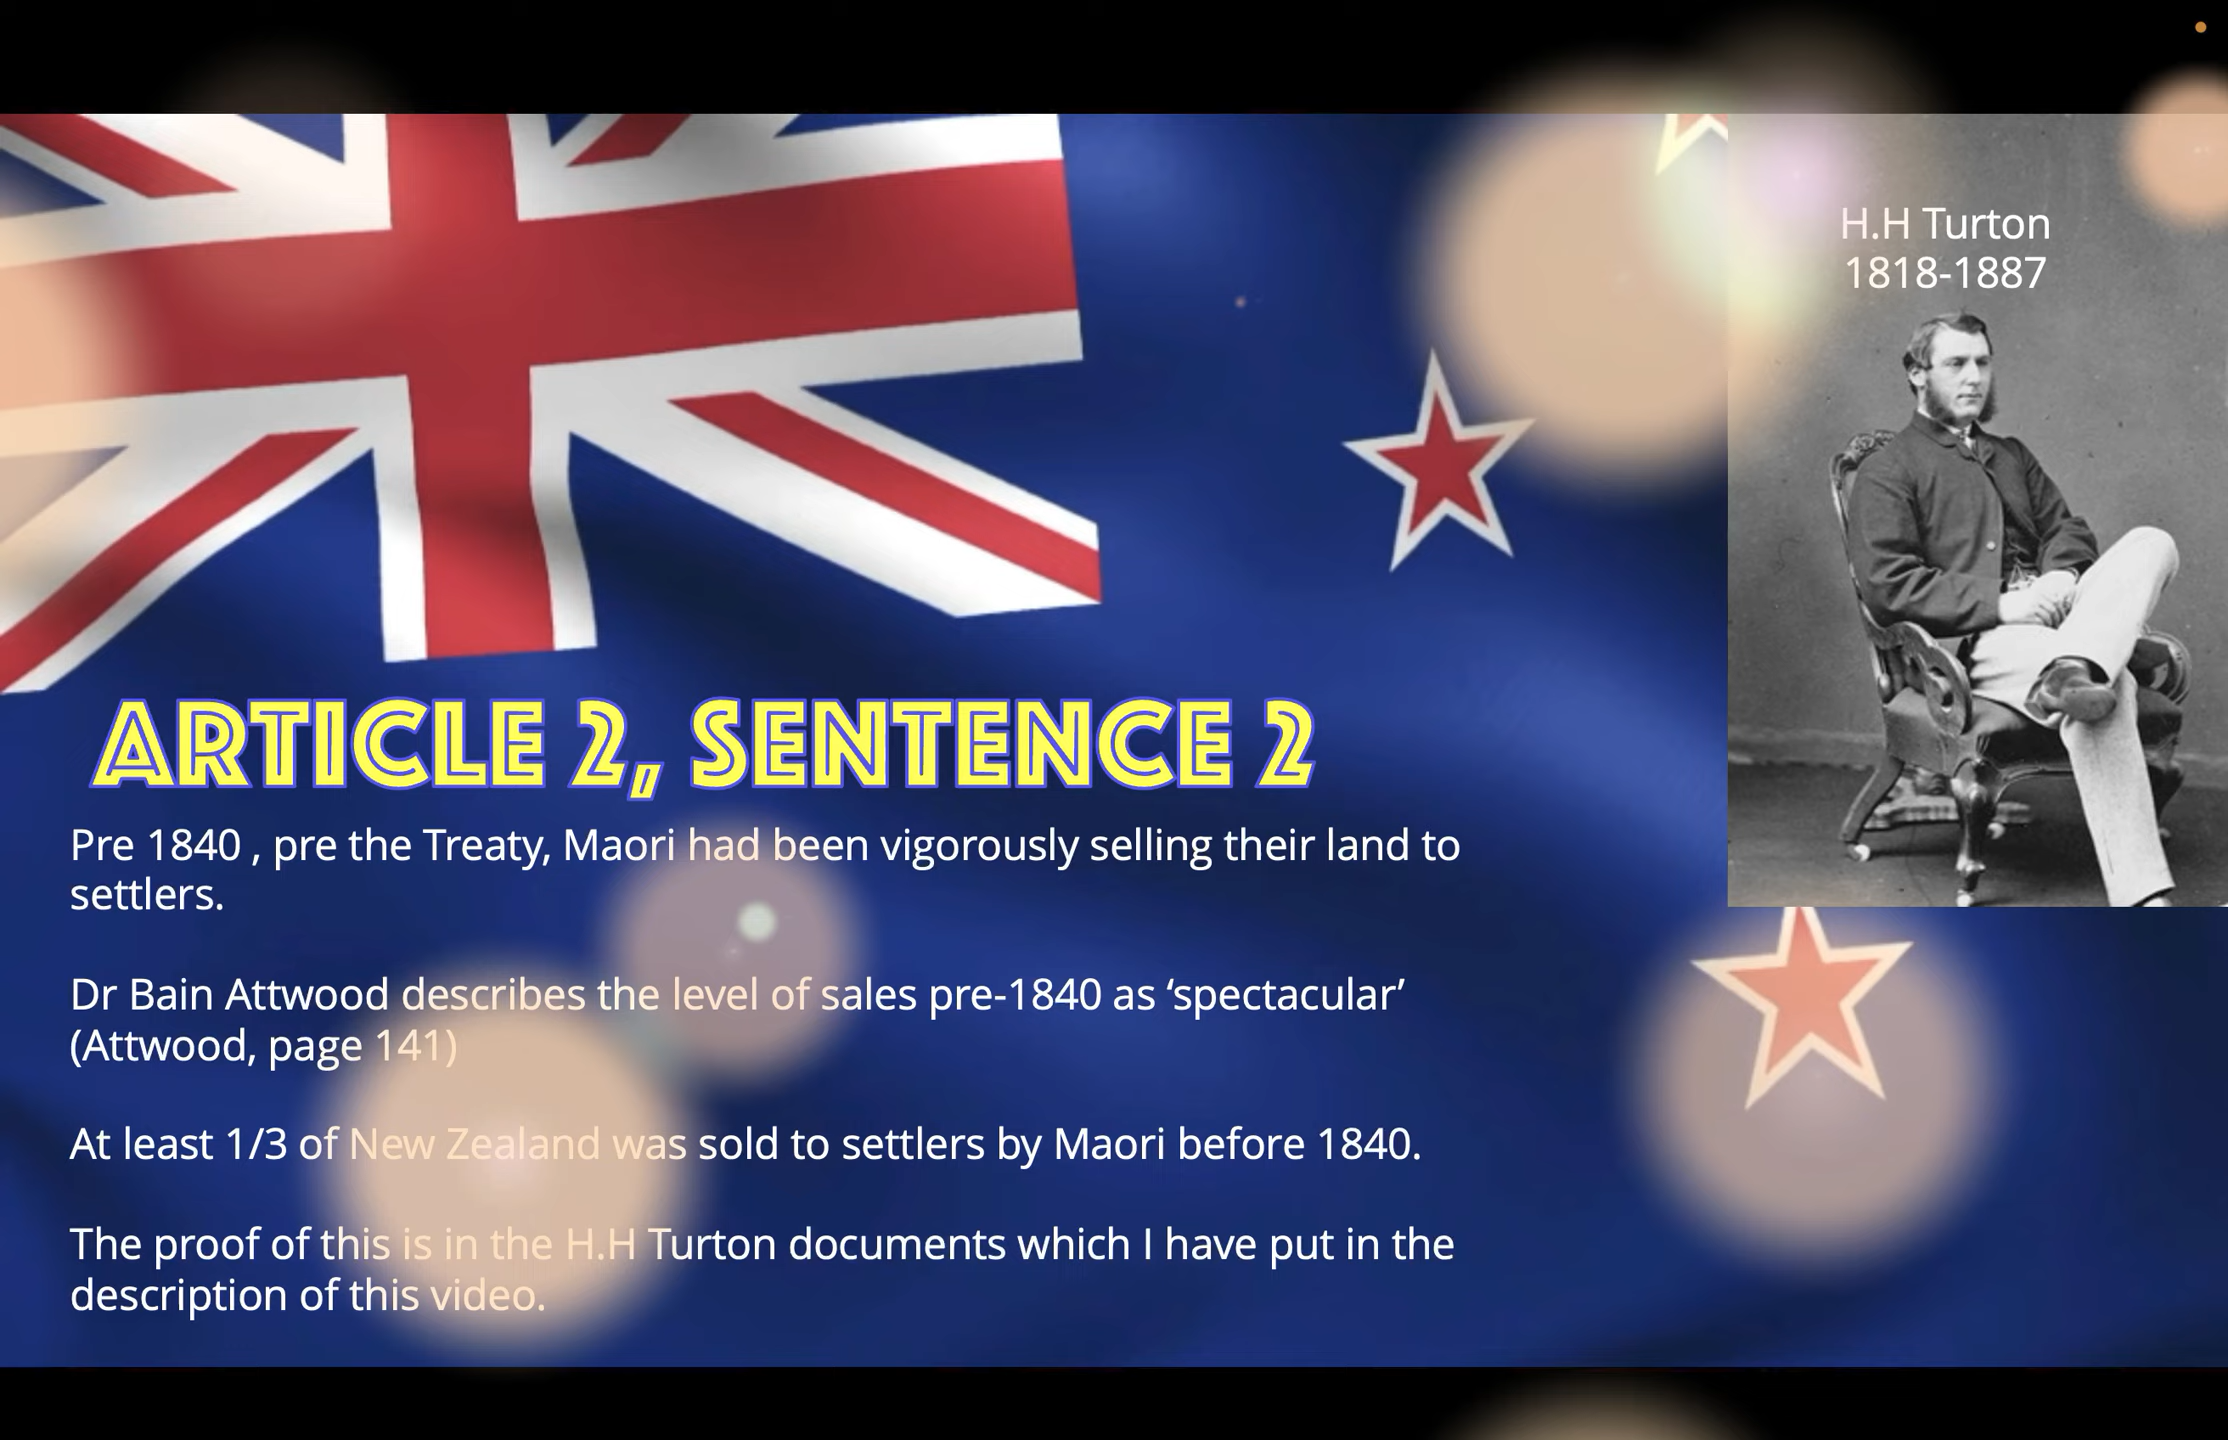 H.H Turton
1818-1887
ARTICLE 2, SENTENCE 2
Pre 1840 , pre the Treaty, Maori had been vigorously selling their land to
settlers.
Dr Bain Attwood describes the level of sales pre-1840 as ‘spectacular’
(Attwood, page 141)
At least 1/3 of New Zealand was sold to settlers by Maori before 1840.
The proof of this is in the H.H Turton documents which I have put in the
description of this video.